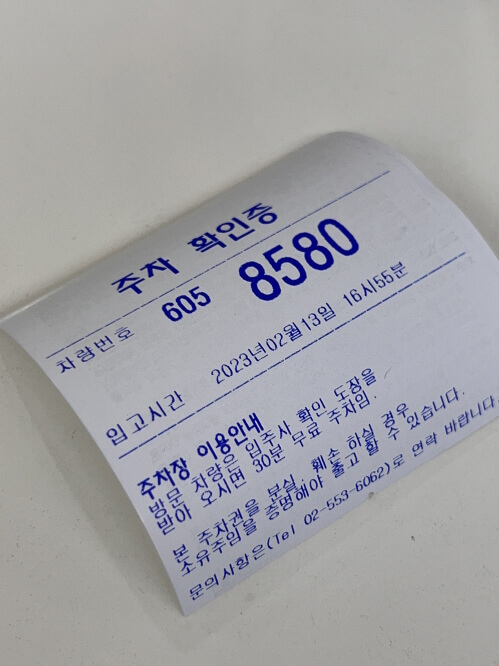 주차 확인증
차량번호 605 8580
입고시간 2023년02월13일 16시55분
주차장 이용안내
방문 차량은 입주사 확인 도장을
받아 오시면 30분 무료 주차임.
본 주차권을 분실, 훼소 하실 경우
소유주임을 증명해야 출고 할 수 있습니다.
문의사항은(Tel 02-553-6062)로 연락 바랍니다.